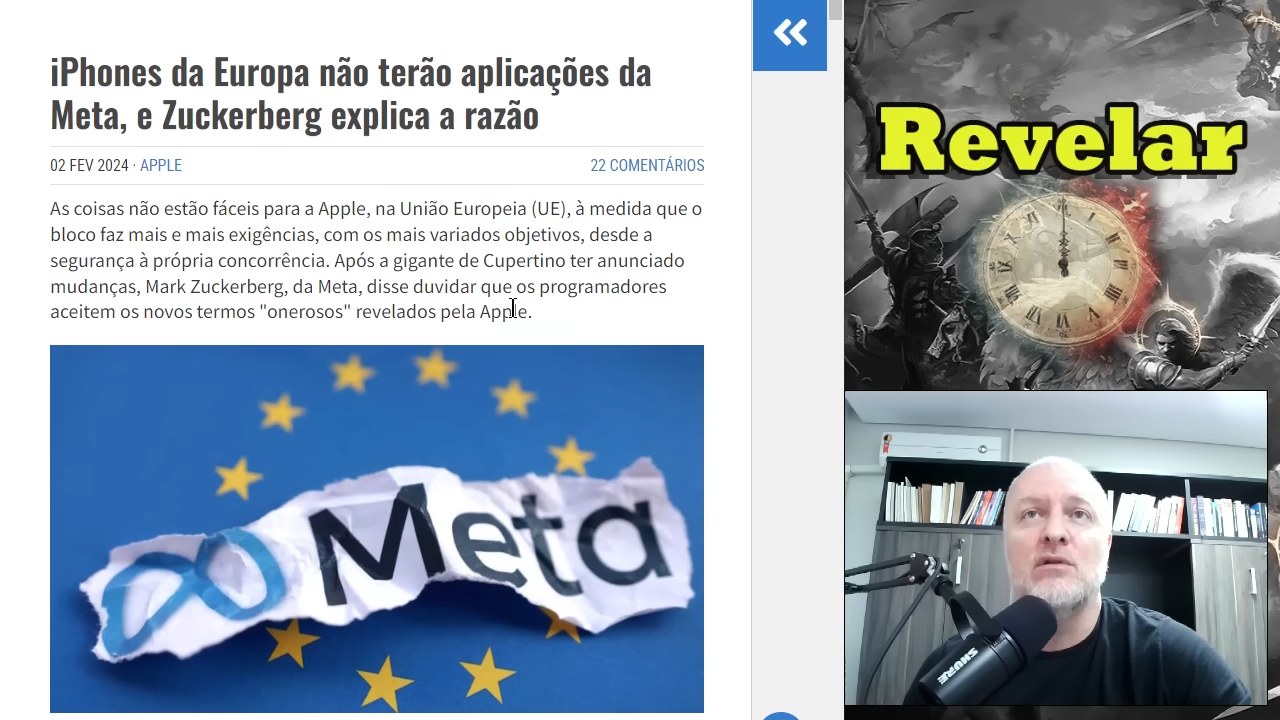 iPhones da Europa não terão aplicações da
Meta, e Zuckerberg explica a razão
02 FEV 2024 · APPLE
22 COMENTÁRIOS
As coisas não estão fáceis para a Apple, na União Europeia (UE), à medida que o
bloco faz mais e mais exigências, com os mais variados objetivos, desde a
segurança à própria concorrência. Após a gigante de Cupertino ter anunciado
mudanças, Mark Zuckerberg, da Meta, disse duvidar que os programadores
aceitem os novos termos "onerosos" revelados pela Apple.
Meta
Revelar
SHURE